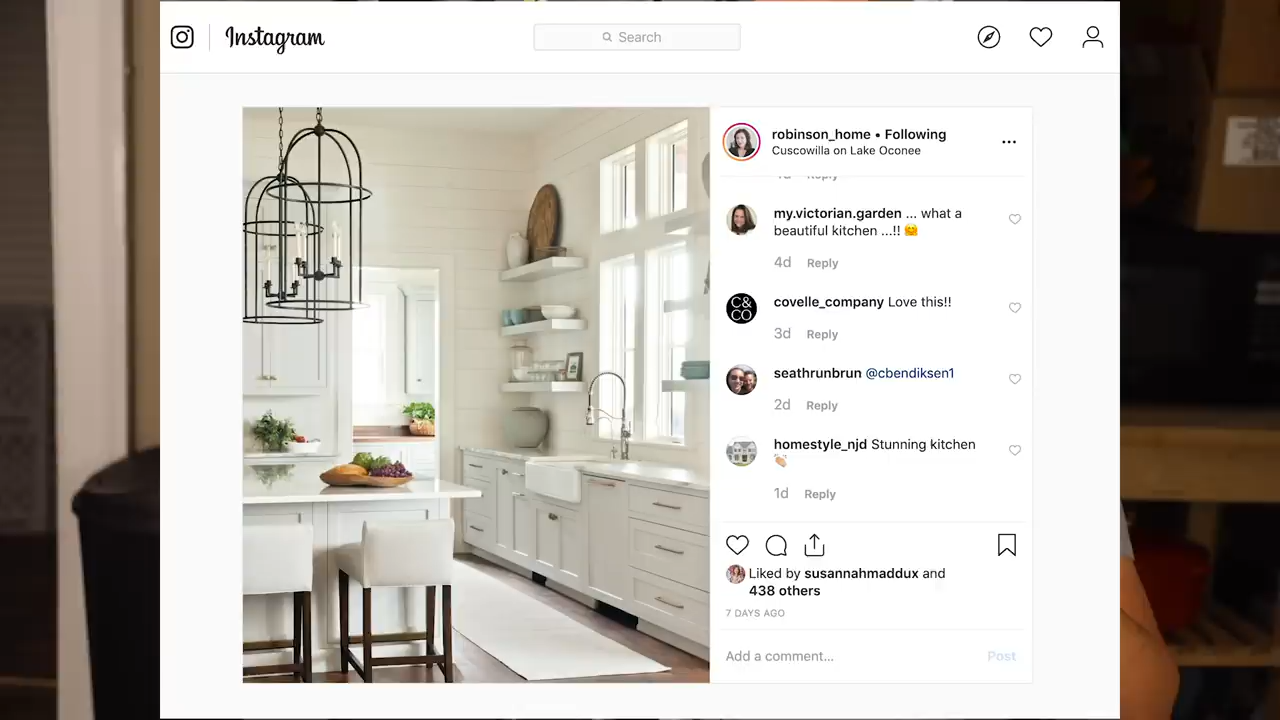 Instagram
Search
robinson_home • Following
Cuscowilla on Lake Oconee
my.victorian.garden ... what a
beautiful kitchen ...!! 🤗
4d Reply
C&
CO
covelle_company Love this!!
3d Reply
seathrunbrun @cbendiksen1
2d Reply
homestyle_njd Stunning kitchen
👏🏻
1d Reply
Liked by susannahmaddux and
438 others
7 DAYS AGO
Add a comment... Post